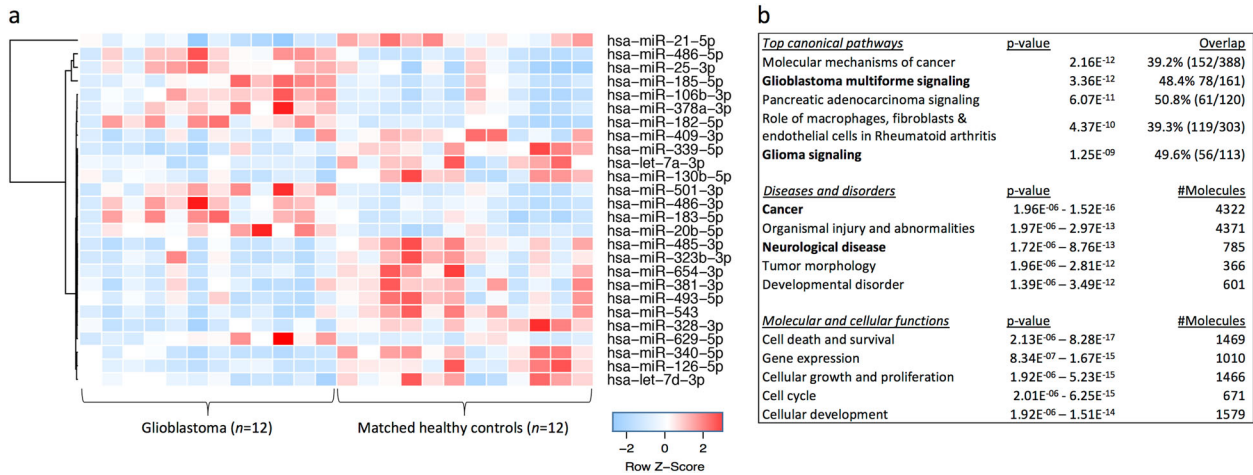 a
hsa-miR-21-5p
hsa-miR-486-5p
hsa-miR-25-3p
hsa-miR-185-5p
hsa-miR-106b-3p
hsa-miR-378a-3p
hsa-miR-182-5p
hsa-miR-409-3p
hsa-miR-339-5p
hsa-let-7a-3p
hsa-miR-130b-5p
hsa-miR-501-3p
hsa-miR-486-3p
hsa-miR-183-5p
hsa-miR-20b-5p
hsa-miR-485-3p
hsa-miR-323b-3p
hsa-miR-654-3p
hsa-miR-381-3p
hsa-miR-493-5p
hsa-miR-543
hsa-miR-328-3p
hsa-miR-629-5p
hsa-miR-340-5p
hsa-miR-126-5p
hsa-let-7d-3p
Glioblastoma (n=12) Matched healthy controls (n=12)
-2 0 2
Row Z-Score
b
Top canonical pathways p-value Overlap
Molecular mechanisms of cancer 2.16E-12 39.2% (152/388)
Glioblastoma multiforme signaling 3.36E-12 48.4% 78/161)
Pancreatic adenocarcinoma signaling 6.07E-11 50.8% (61/120)
Role of macrophages, fibroblasts &
endothelial cells in Rheumatoid arthritis 4.37E-10 39.3% (119/303)
Glioma signaling 1.25E-09 49.6% (56/113)
Diseases and disorders p-value #Molecules
Cancer 1.96E-06 - 1.52E-16 4322
Organismal injury and abnormalities 1.97E-06 – 2.97E-13 4371
Neurological disease 1.72E-06 – 8.76E-13 785
Tumor morphology 1.96E-06 – 2.81E-12 366
Developmental disorder 1.39E-06 – 3.49E-12 601
Molecular and cellular functions p-value #Molecules
Cell death and survival 2.13E-06 – 8.28E-17 1469
Gene expression 8.34E-07 – 1.67E-15 1010
Cellular growth and proliferation 1.92E-06 – 5.23E-15 1466
Cell cycle 2.01E-06 – 6.25E-15 671
Cellular development 1.92E-06 – 1.51E-14 1579